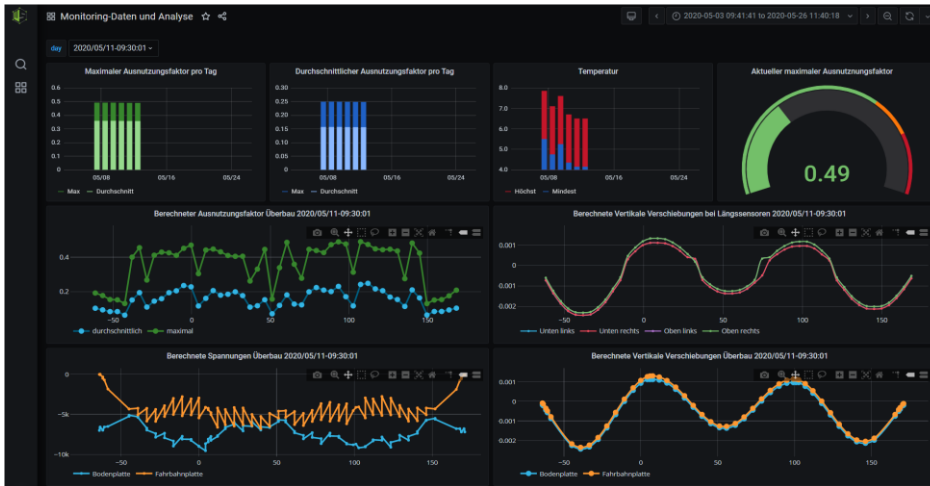 Monitoring-Daten und Analyse
2020-05-03 09:41:41 to 2020-05-26 11:40:18
day 2020/05/11-09:30:01
Maximaler Ausnutzungsfaktor pro Tag
0.6
0.5
0.4
0.3
0.2
0.1
0
05/08 05/16 05/24
Max Durchschnitt
Durchschnittlicher Ausnutzungsfaktor pro Tag
0.30
0.25
0.20
0.15
0.10
0.05
0
05/08 05/16 05/24
Max Durchschnitt
Temperatur
8.0
7.0
6.0
5.0
4.0
05/08 05/16 05/24
Höchst Mindest
Aktueller maximaler Ausnutznungsfaktor
0.49
Berechneter Ausnutzungsfaktor Überbau 2020/05/11-09:30:01
0.4
0.2
−50 0 50 100 150
durchschnittlich maximal
Berechnete Vertikale Verschiebungen bei Längssensoren 2020/05/11-09:30:01
0.001
0
0.001
0.002
−50 0 50 100 150
Unten links Unten rechts Oben links Oben rechts
Berechnete Spannungen Überbau 2020/05/11-09:30:01
0
−5k
−10k
−50 0 50 100 150
Bodenplatte Fahrbahnplatte
Berechnete Vertikale Verschiebungen Überbau 2020/05/11-09:30:01
0.001
0
0.001
0.002
−50 0 50 100 150
Bodenplatte Fahrbahnplatte